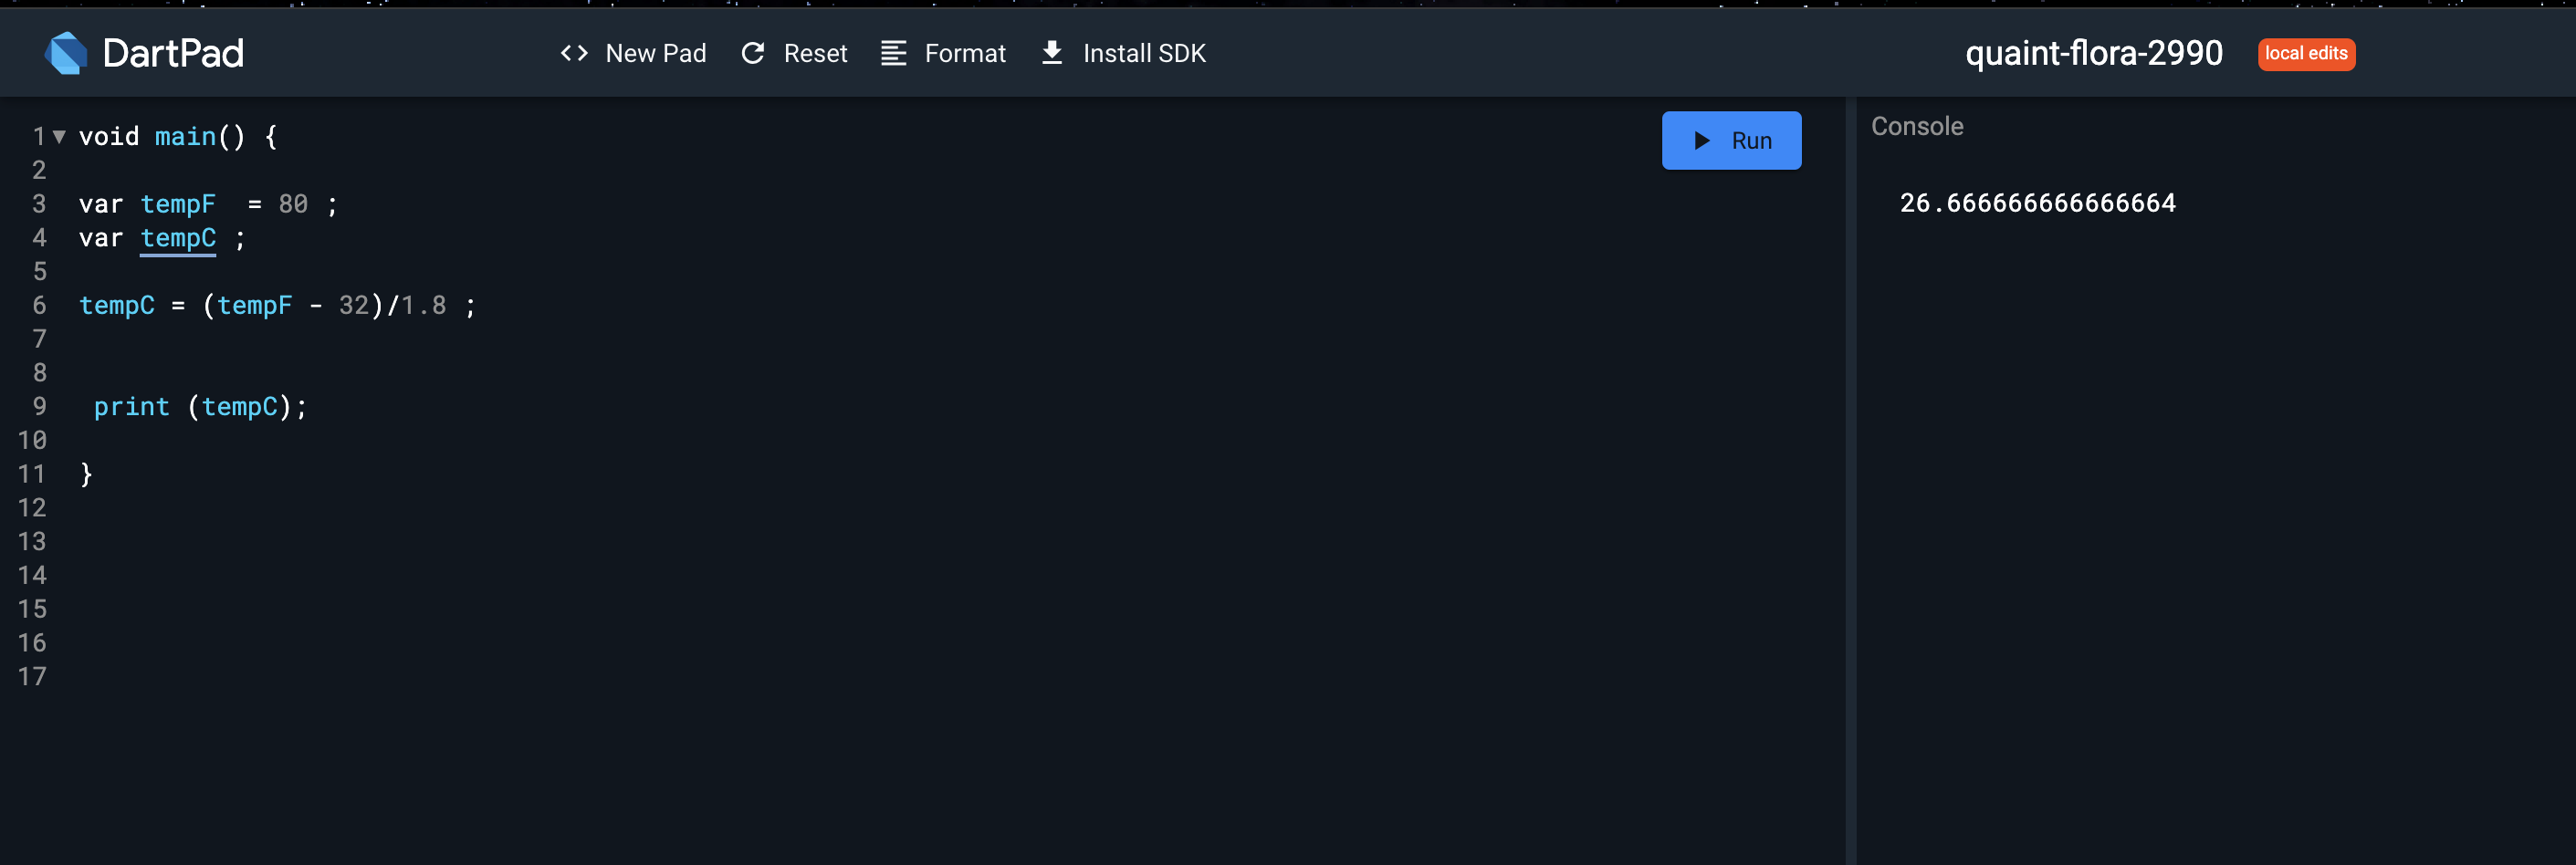 DartPad
<> New Pad Reset Format Install SDK
quaint-flora-2990 local edits
Run
1 void main() {
2
3 var tempF  = 80 ;
4 var tempC ;
5
6 tempC = (tempF - 32)/1.8 ;
7
8
9  print (tempC);
10
11 }
12
13
14
15
16
17
Console
26.666666666666664